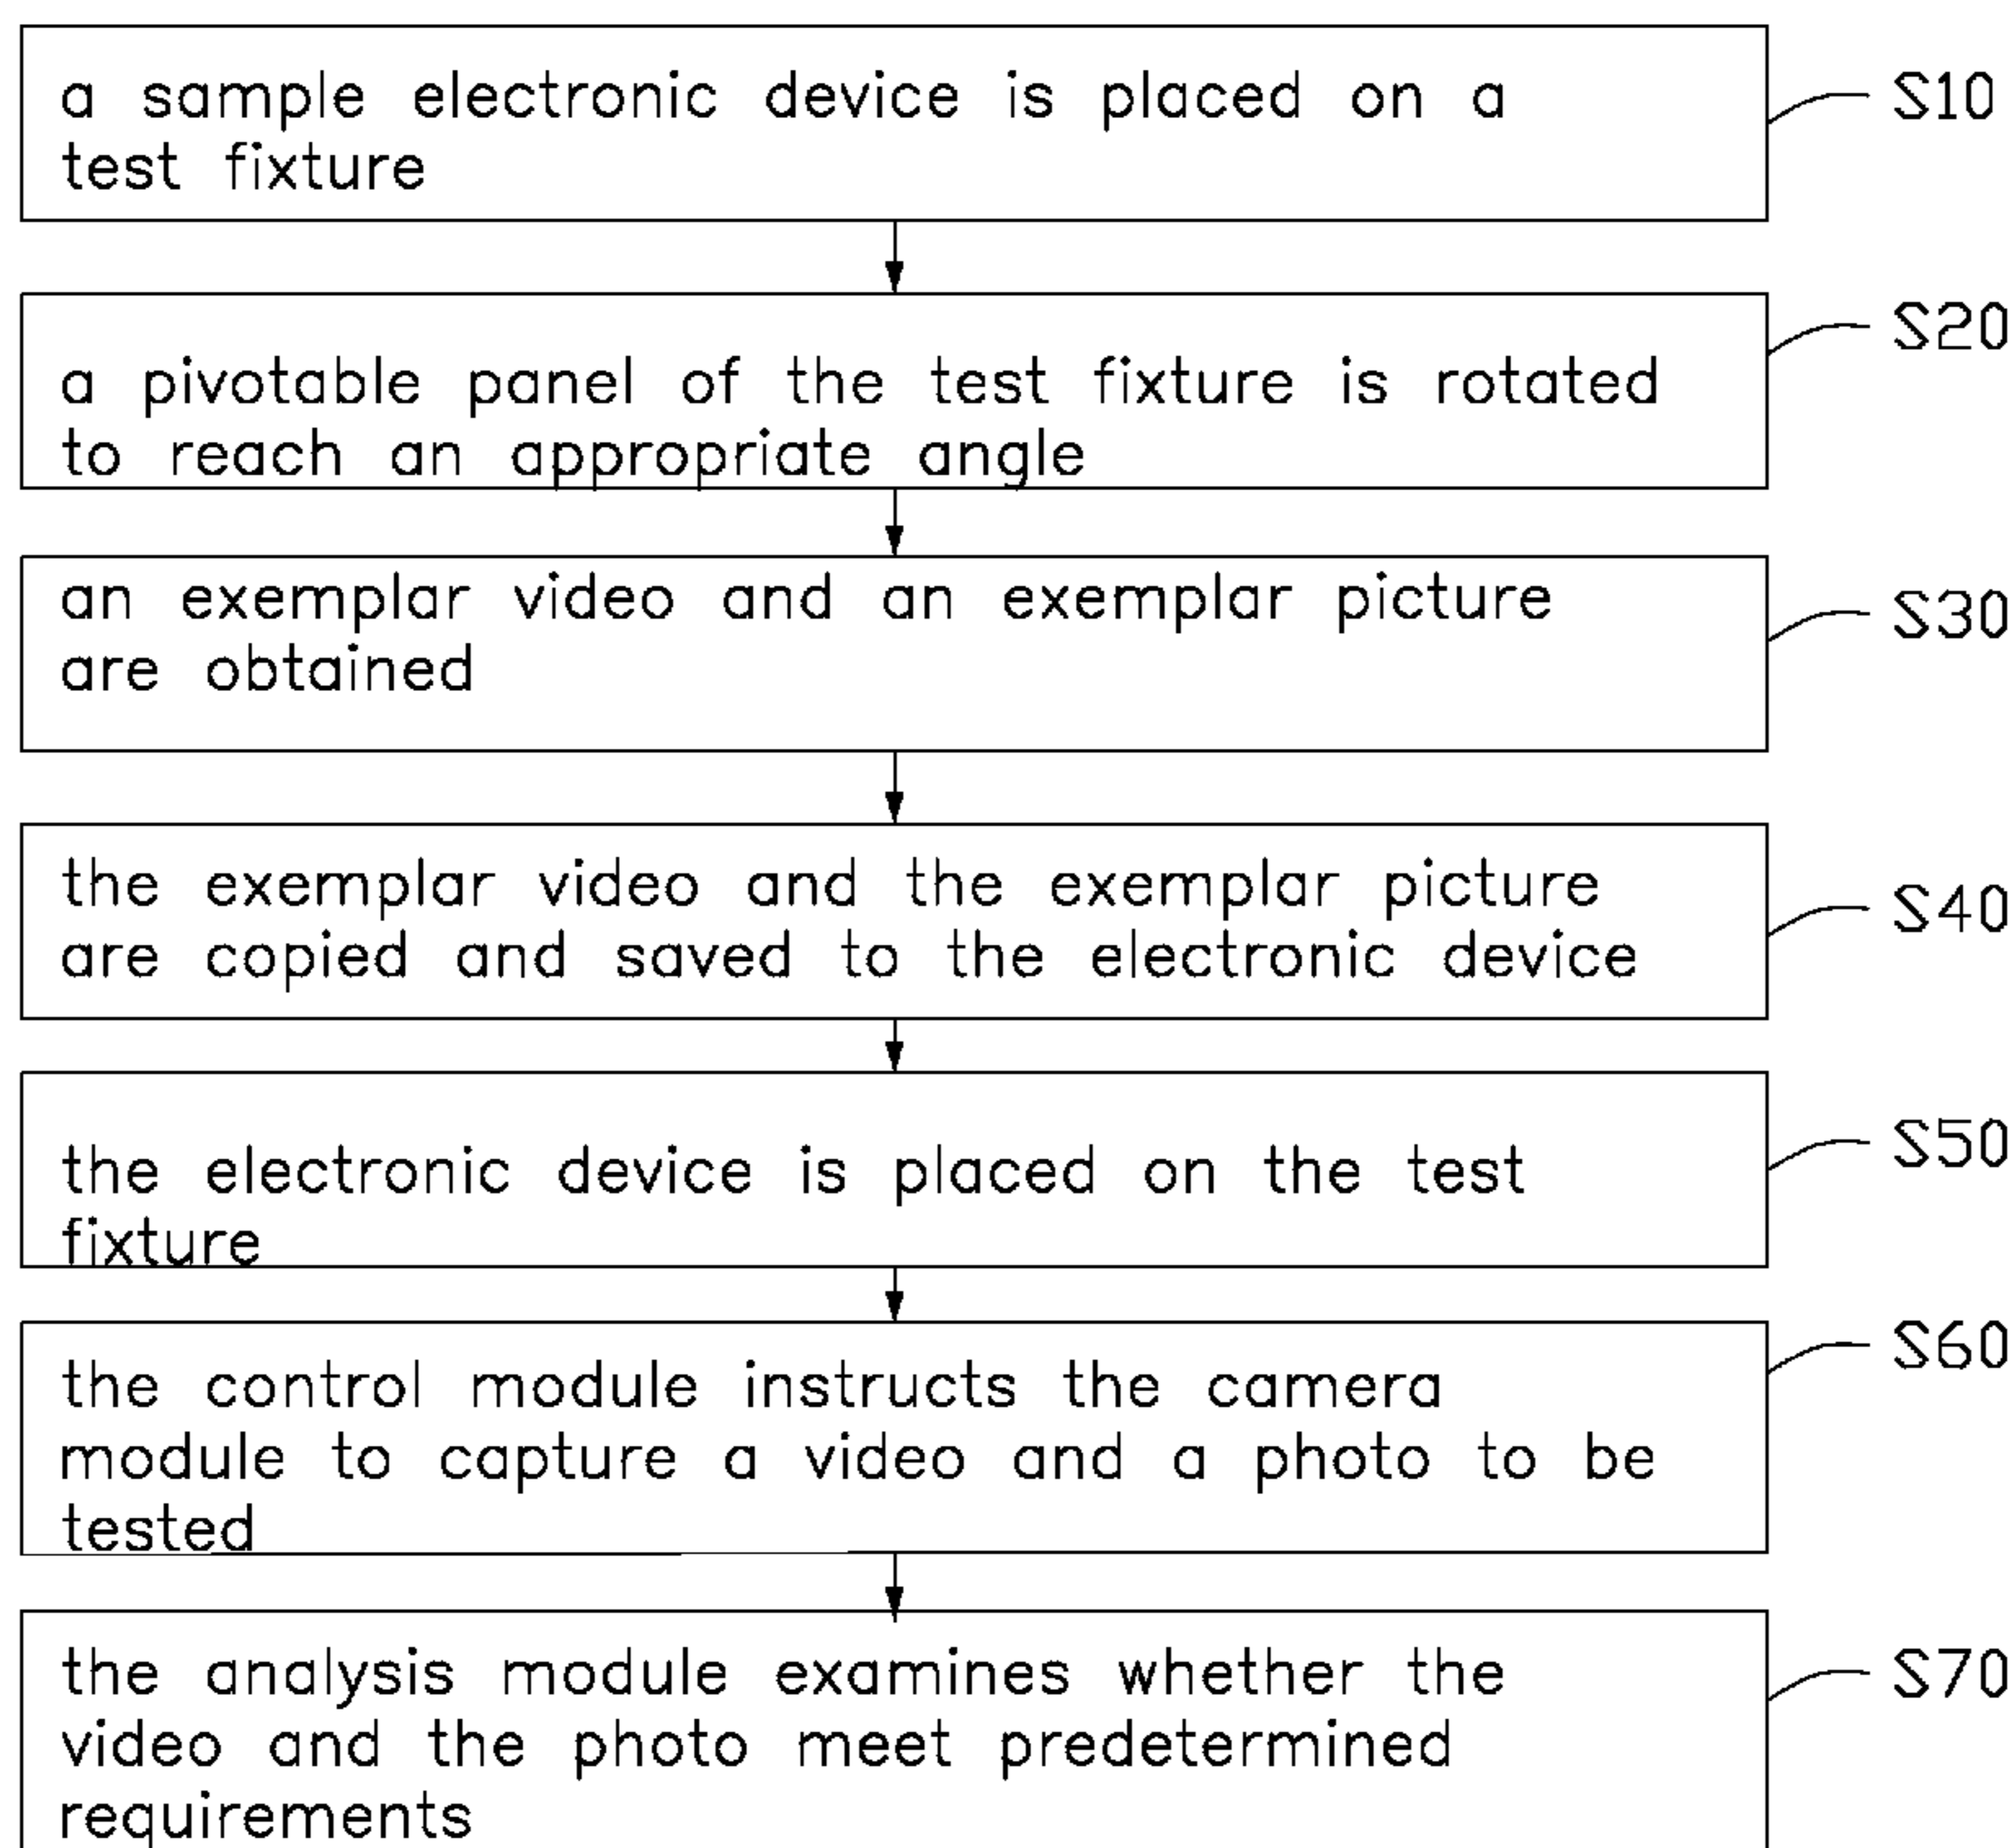 a sample electronic device is placed on a
test fixture
S10
a pivotable panel of the test fixture is rotated
to reach an appropriate angle
S20
an exemplar video and an exemplar picture
are obtained
S30
the exemplar video and the exemplar picture
are copied and saved to the electronic device
S40
the electronic device is placed on the test
fixture
S50
the control module instructs the camera
module to capture a video and a photo to be
tested
S60
the analysis module examines whether the
video and the photo meet predetermined
requirements
S70